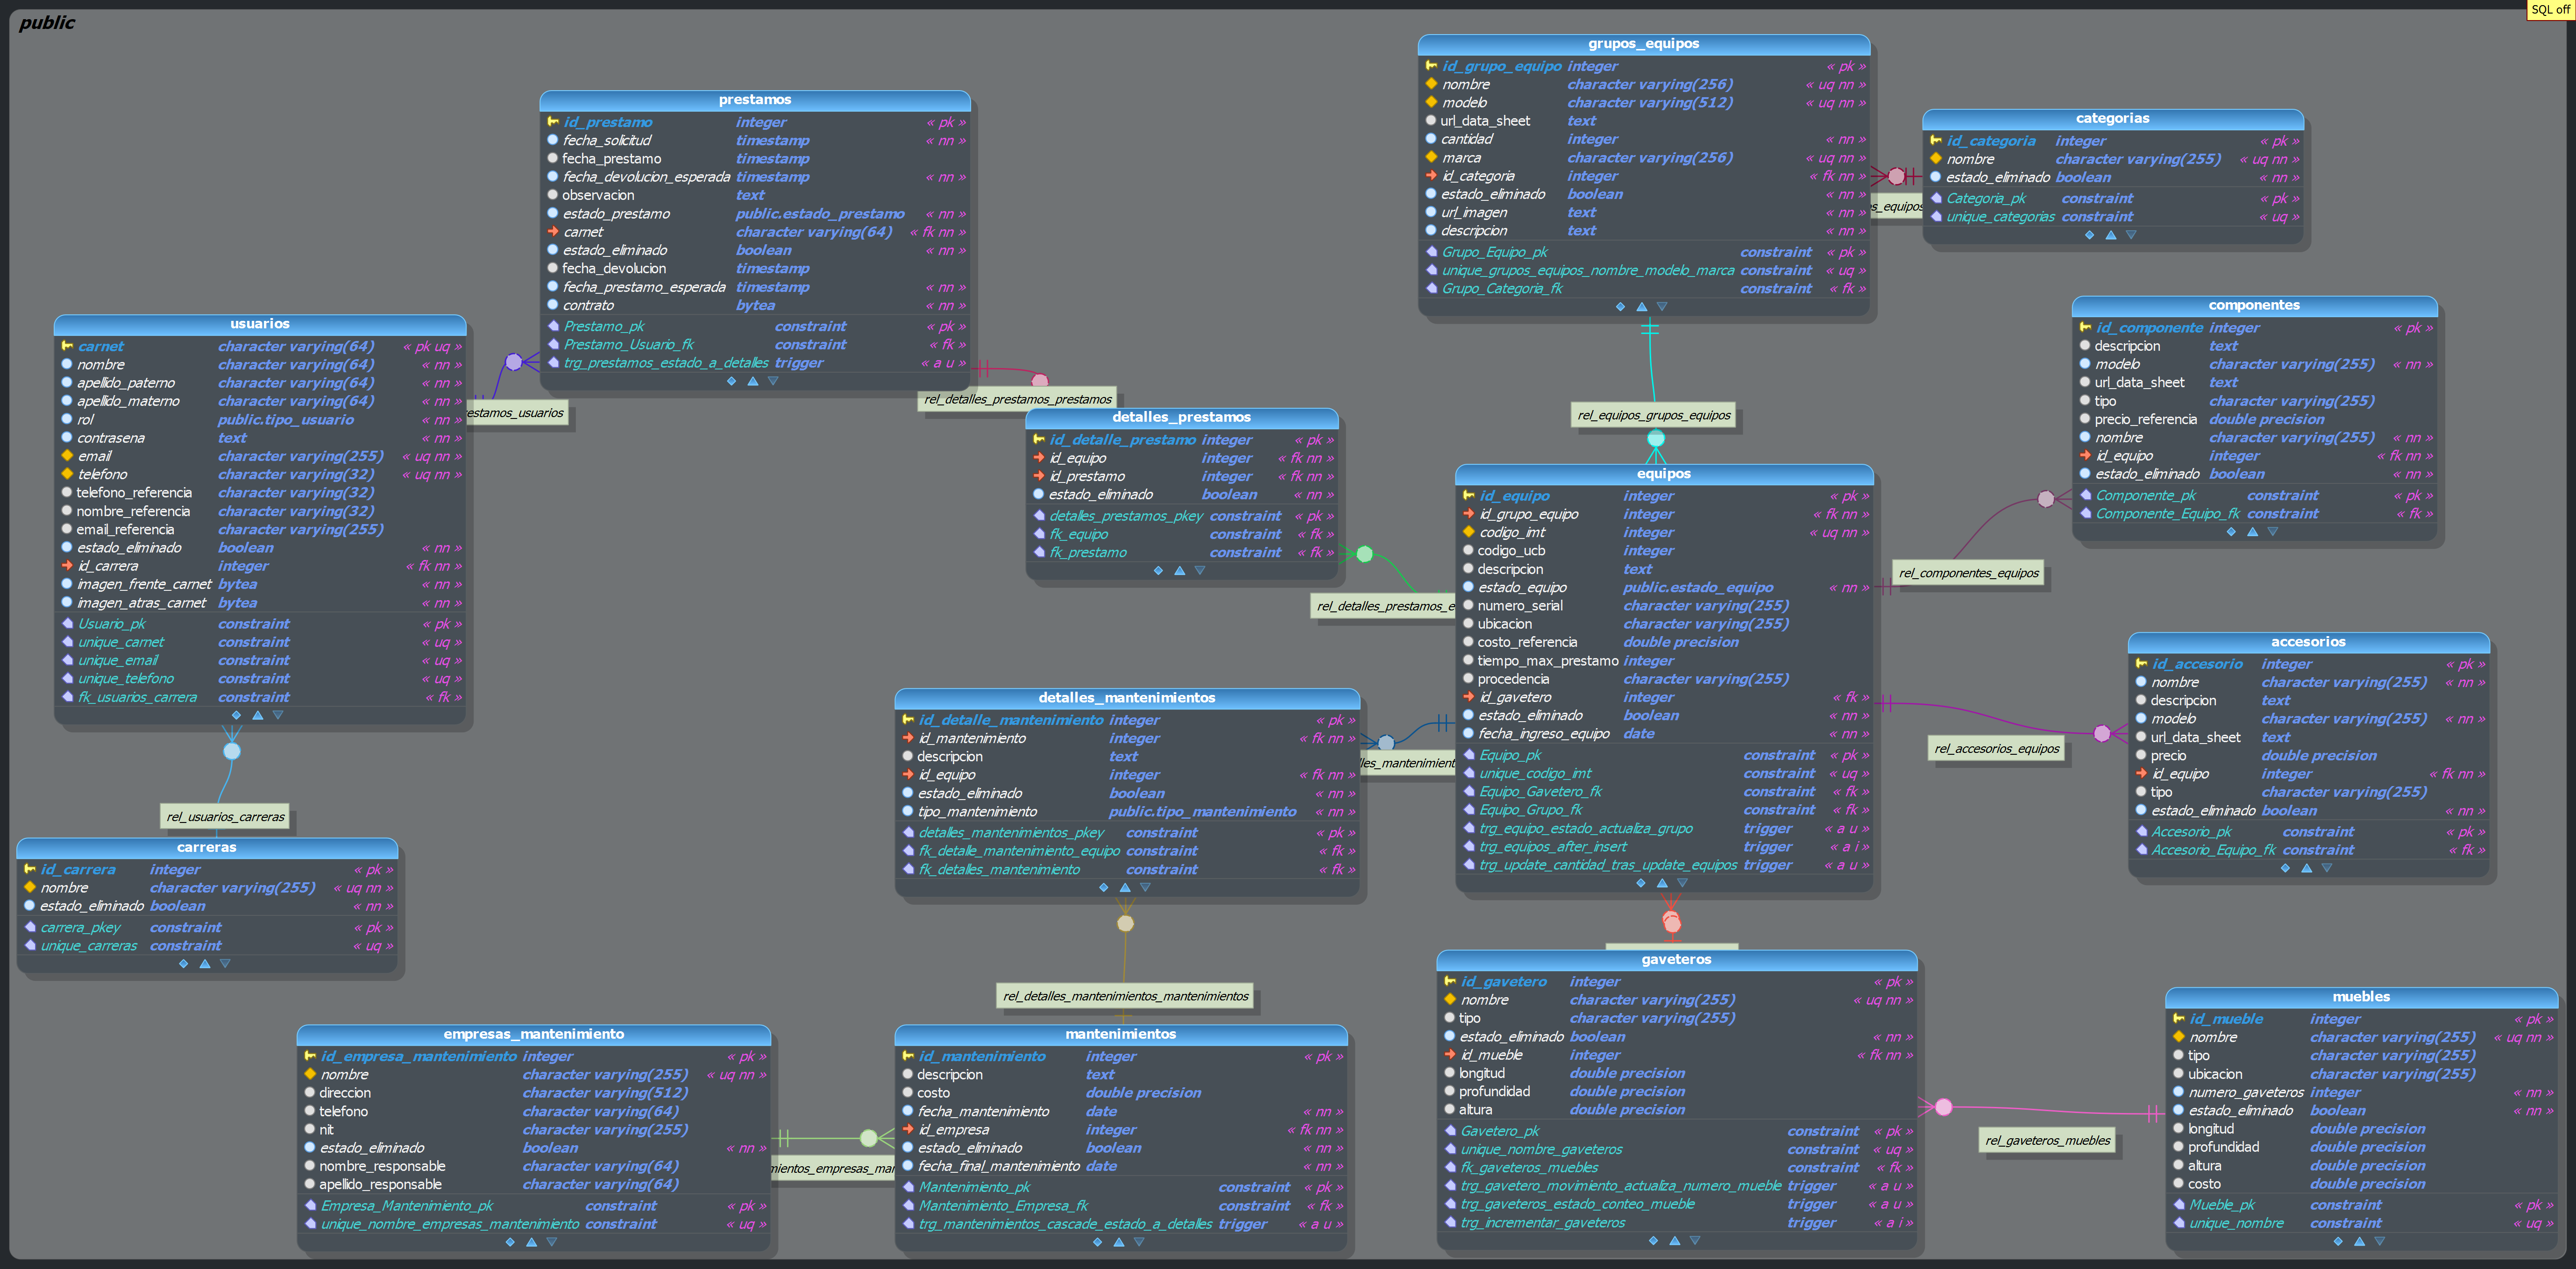 public
SQL off
grupos_equipos
id_grupo_equipo integer « pk »
nombre character varying(256) « uq nn »
modelo character varying(512) « uq nn »
url_data_sheet text
cantidad integer « nn »
marca character varying(256) « uq nn »
id_categoria integer « fk nn »
estado_eliminado boolean « nn »
url_imagen text « nn »
descripcion text « nn »
Grupo_Equipo_pk constraint « pk »
unique_grupos_equipos_nombre_modelo_marca constraint « uq »
Grupo_Categoria_fk constraint « fk »
prestamos
id_prestamo integer « pk »
fecha_solicitud timestamp « nn »
fecha_prestamo timestamp
fecha_devolucion_esperada timestamp « nn »
observacion text
estado_prestamo public.estado_prestamo « nn »
carnet character varying(64) « fk nn »
estado_eliminado boolean « nn »
fecha_devolucion timestamp
fecha_prestamo_esperada timestamp « nn »
contrato bytea « nn »
Prestamo_pk constraint « pk »
Prestamo_Usuario_fk constraint « fk »
trg_prestamos_estado_a_detalles trigger « a u »
categorias
id_categoria integer « pk »
nombre character varying(255) « uq nn »
estado_eliminado boolean « nn »
Categoria_pk constraint « pk »
unique_categorias constraint « uq »
s_equipos
componentes
id_componente integer « pk »
descripcion text
modelo character varying(255) « nn »
url_data_sheet text
tipo character varying(255)
precio_referencia double precision
nombre character varying(255) « nn »
id_equipo integer « fk nn »
estado_eliminado boolean « nn »
Componente_pk constraint « pk »
Componente_Equipo_fk constraint « fk »
usuarios
carnet character varying(64) « pk uq »
nombre character varying(64) « nn »
apellido_paterno character varying(64) « nn »
apellido_materno character varying(64) « nn »
rol public.tipo_usuario « nn »
contrasena text « nn »
email character varying(255) « uq nn »
telefono character varying(32) « uq nn »
telefono_referencia character varying(32)
nombre_referencia character varying(32)
email_referencia character varying(255)
estado_eliminado boolean « nn »
id_carrera integer « fk nn »
imagen_frente_carnet bytea « nn »
imagen_atras_carnet bytea « nn »
Usuario_pk constraint « pk »
unique_carnet constraint « uq »
unique_email constraint « uq »
unique_telefono constraint « uq »
fk_usuarios_carrera constraint « fk »
estamos_usuarios
rel_detalles_prestamos_prestamos
detalles_prestamos
id_detalle_prestamo integer « pk »
id_equipo integer « fk nn »
id_prestamo integer « fk nn »
estado_eliminado boolean « nn »
detalles_prestamos_pkey constraint « pk »
fk_equipo constraint « fk »
fk_prestamo constraint « fk »
rel_equipos_grupos_equipos
rel_detalles_prestamos_e
equipos
id_equipo integer « pk »
id_grupo_equipo integer « fk nn »
codigo_imt integer « uq nn »
codigo_ucb integer
descripcion text
estado_equipo public.estado_equipo « nn »
numero_serial character varying(255)
ubicacion character varying(255)
costo_referencia double precision
tiempo_max_prestamo integer
procedencia character varying(255)
id_gavetero integer « fk »
estado_eliminado boolean « nn »
fecha_ingreso_equipo date « nn »
Equipo_pk constraint « pk »
unique_codigo_imt constraint « uq »
Equipo_Gavetero_fk constraint « fk »
Equipo_Grupo_fk constraint « fk »
trg_equipo_estado_actualiza_grupo trigger « a u »
trg_equipos_after_insert trigger « a i »
trg_update_cantidad_tras_update_equipos trigger « a u »
rel_componentes_equipos
accesorios
id_accesorio integer « pk »
nombre character varying(255) « nn »
descripcion text
modelo character varying(255) « nn »
url_data_sheet text
precio double precision
id_equipo integer « fk nn »
tipo character varying(255)
estado_eliminado boolean « nn »
Accesorio_pk constraint « pk »
Accesorio_Equipo_fk constraint « fk »
rel_accesorios_equipos
detalles_mantenimientos
id_detalle_mantenimiento integer « pk »
id_mantenimiento integer « fk nn »
descripcion text
id_equipo integer « fk nn »
estado_eliminado boolean « nn »
tipo_mantenimiento public.tipo_mantenimiento « nn »
detalles_mantenimientos_pkey constraint « pk »
fk_detalle_mantenimiento_equipo constraint « fk »
fk_detalles_mantenimiento constraint « fk »
lles_mantenimient
rel_usuarios_carreras
carreras
id_carrera integer « pk »
nombre character varying(255) « uq nn »
estado_eliminado boolean « nn »
carrera_pkey constraint « pk »
unique_carreras constraint « uq »
rel_detalles_mantenimientos_mantenimientos
empresas_mantenimiento
id_empresa_mantenimiento integer « pk »
nombre character varying(255) « uq nn »
direccion character varying(512)
telefono character varying(64)
nit character varying(255)
estado_eliminado boolean « nn »
nombre_responsable character varying(64)
apellido_responsable character varying(64)
Empresa_Mantenimiento_pk constraint « pk »
unique_nombre_empresas_mantenimiento constraint « uq »
mientos_empresas_man
mantenimientos
id_mantenimiento integer « pk »
descripcion text
costo double precision
fecha_mantenimiento date « nn »
id_empresa integer « fk nn »
estado_eliminado boolean « nn »
fecha_final_mantenimiento date « nn »
Mantenimiento_pk constraint « pk »
Mantenimiento_Empresa_fk constraint « fk »
trg_mantenimientos_cascade_estado_a_detalles trigger « a u »
gaveteros
id_gavetero integer « pk »
nombre character varying(255) « uq nn »
tipo character varying(255)
estado_eliminado boolean « nn »
id_mueble integer « fk nn »
longitud double precision
profundidad double precision
altura double precision
Gavetero_pk constraint « pk »
unique_nombre_gaveteros constraint « uq »
fk_gaveteros_muebles constraint « fk »
trg_gavetero_movimiento_actualiza_numero_mueble trigger « a u »
trg_gaveteros_estado_conteo_mueble trigger « a u »
trg_incrementar_gaveteros trigger « a i »
rel_gaveteros_muebles
muebles
id_mueble integer « pk »
nombre character varying(255) « uq nn »
tipo character varying(255)
ubicacion character varying(255)
numero_gaveteros integer « nn »
estado_eliminado boolean « nn »
longitud double precision
profundidad double precision
altura double precision
costo double precision
Mueble_pk constraint « pk »
unique_nombre constraint « uq »